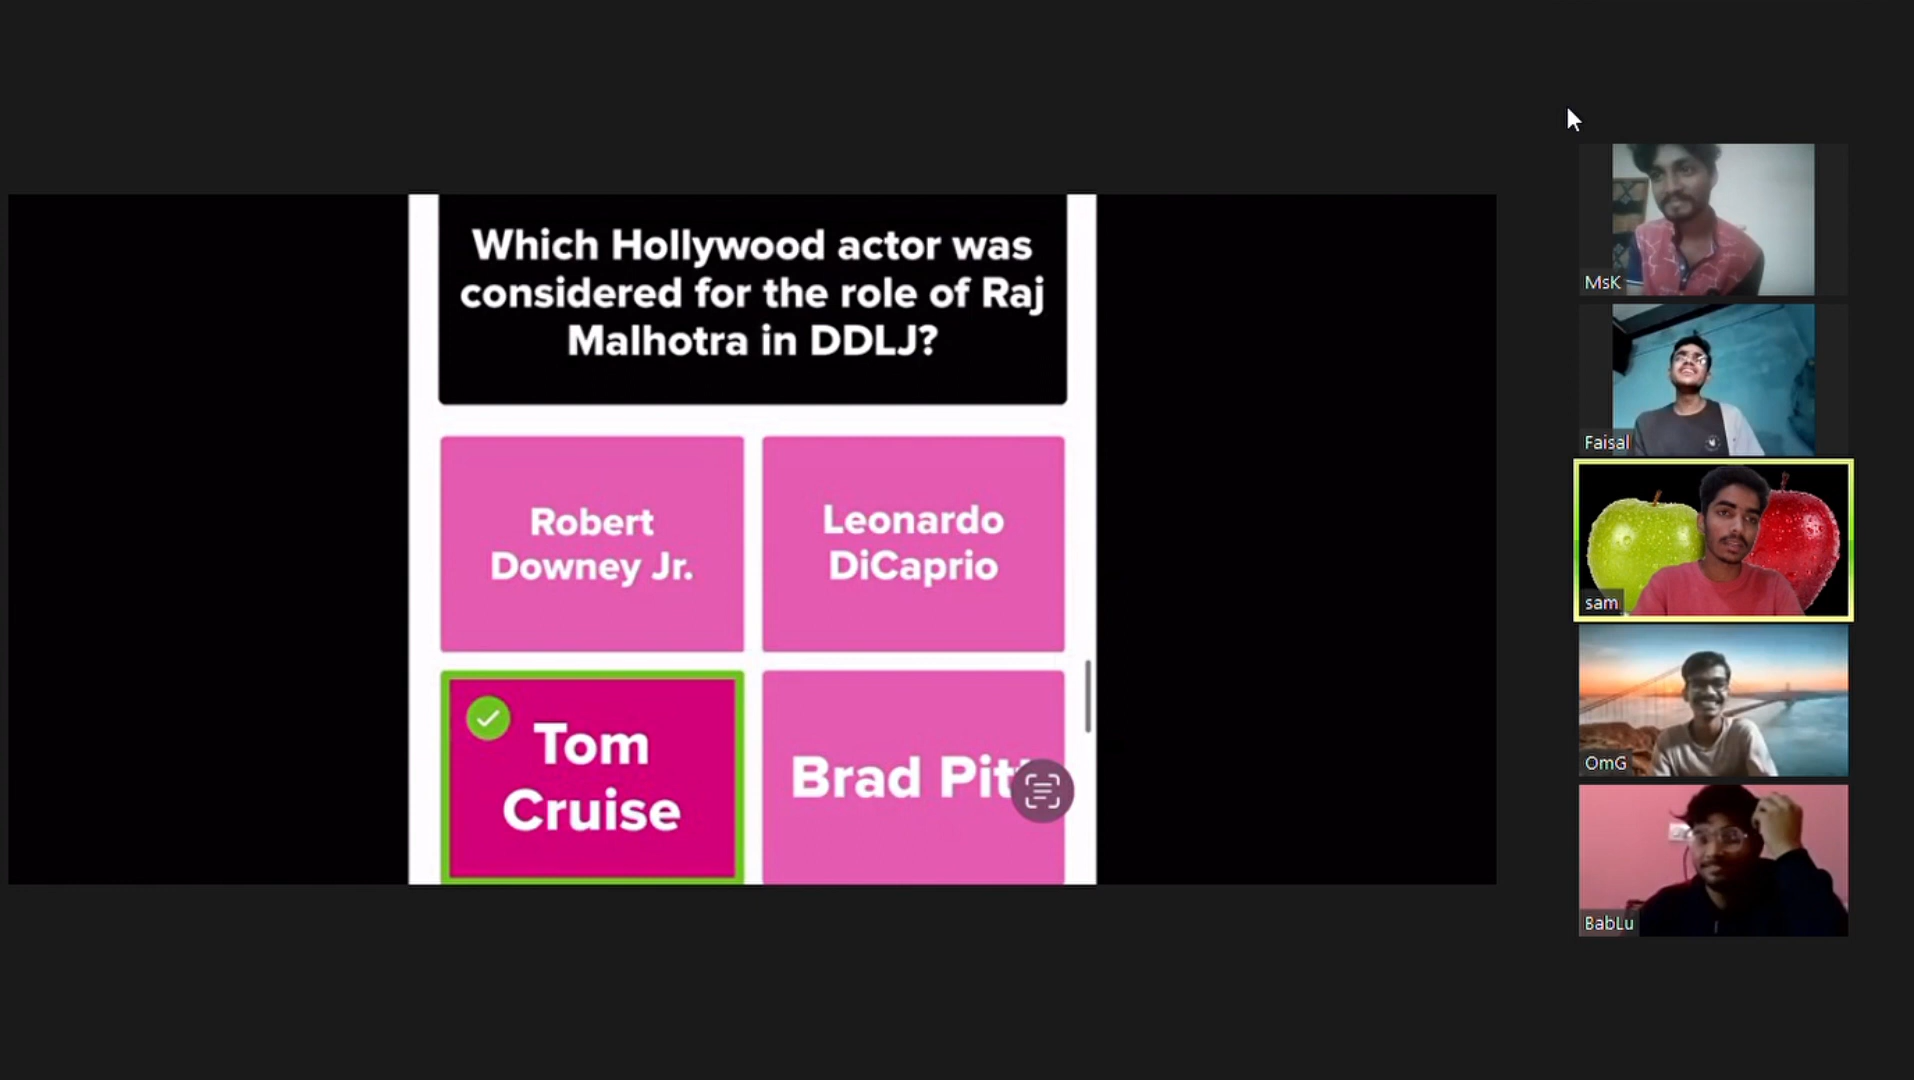 Which Hollywood actor was
considered for the role of Raj
Malhotra in DDLJ?
Robert
Downey Jr.
Leonardo
DiCaprio
Tom
Cruise
Brad Pitt
MsK
Faisal
sam
OmG
BabLu